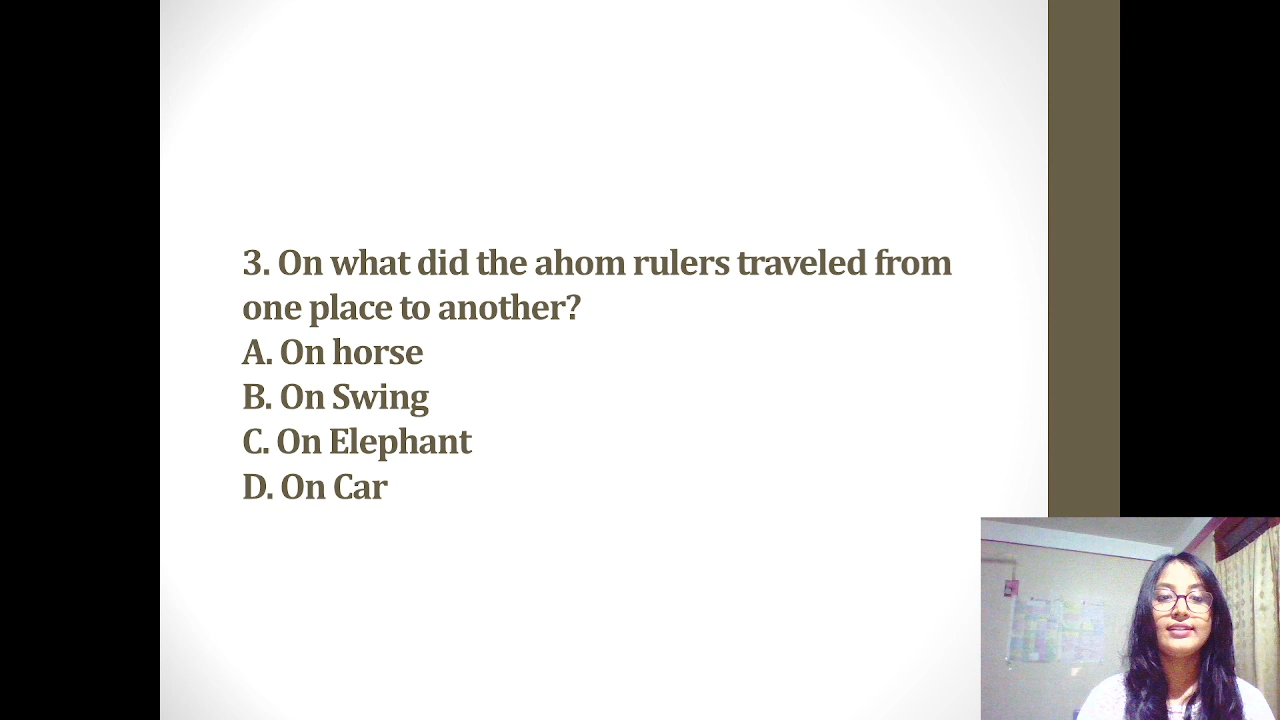 3. On what did the ahom rulers traveled from
one place to another?
A. On horse
B. On Swing
C. On Elephant
D. On Car